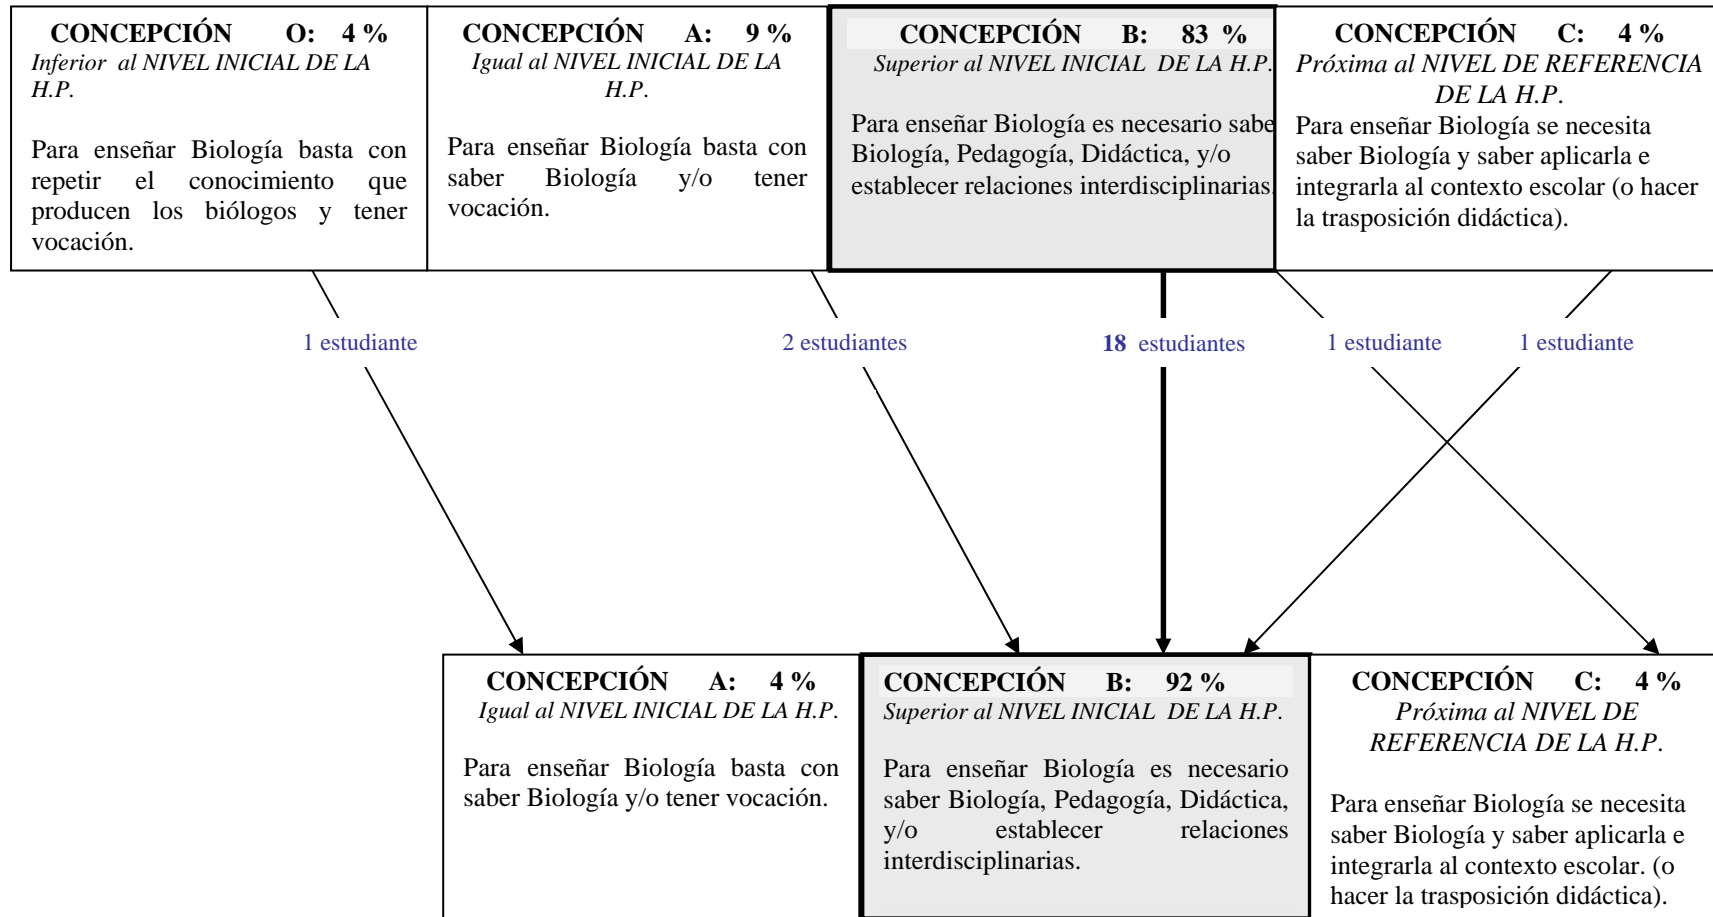 CONCEPCIÓN O: 4 %
Inferior al NIVEL INICIAL DE LA
H.P.
Para enseñar Biología basta con
repetir el conocimiento que
producen los biólogos y tener
vocación.
CONCEPCIÓN A: 9 %
Igual al NIVEL INICIAL DE LA
H.P.
Para enseñar Biología basta con
saber Biología y/o tener
vocación.
CONCEPCIÓN B: 83 %
Superior al NIVEL INICIAL DE LA H.P.
Para enseñar Biología es necesario sabe
Biología, Pedagogía, Didáctica, y/o
establecer relaciones interdisciplinarias.
CONCEPCIÓN C: 4 %
Próxima al NIVEL DE REFERENCIA
DE LA H.P.
Para enseñar Biología se necesita
saber Biología y saber aplicarla e
integrarla al contexto escolar (o hacer
la trasposición didáctica).
1 estudiante
2 estudiantes
18 estudiantes
1 estudiante
1 estudiante
CONCEPCIÓN A: 4 %
Igual al NIVEL INICIAL DE LA H.P.
Para enseñar Biología basta con
saber Biología y/o tener vocación.
CONCEPCIÓN B: 92 %
Superior al NIVEL INICIAL DE LA H.P.
Para enseñar Biología es necesario
saber Biología, Pedagogía, Didáctica,
y/o establecer relaciones
interdisciplinarias.
CONCEPCIÓN C: 4 %
Próxima al NIVEL DE
REFERENCIA DE LA H.P.
Para enseñar Biología se necesita
saber Biología y saber aplicarla e
integrarla al contexto escolar. (o
hacer la trasposición didáctica).